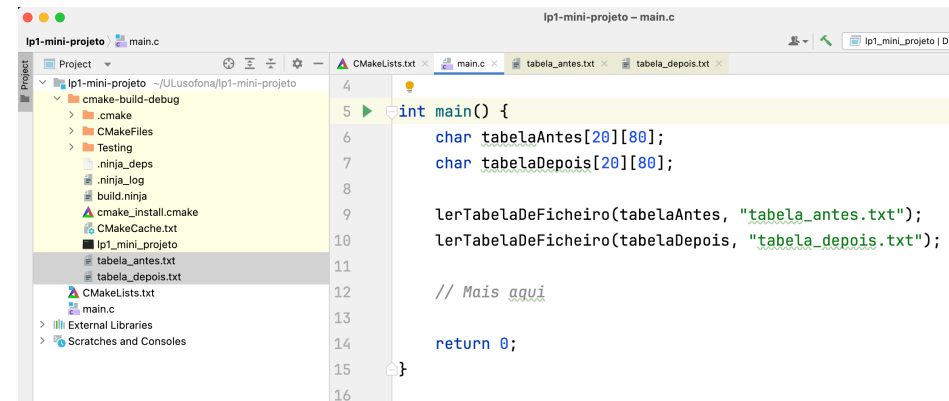 lp1-mini-projeto – main.c
lp1-mini-projeto main.c
lp1_mini_projeto | D
Project
Project
CMakeLists.txt × main.c × tabela_antes.txt × tabela_depois.txt ×
lp1-mini-projeto ~/ULusofona/lp1-mini-projeto
cmake-build-debug
.cmake
CMakeFiles
Testing
.ninja_deps
.ninja_log
build.ninja
cmake_install.cmake
CMakeCache.txt
lp1_mini_projeto
tabela_antes.txt
tabela_depois.txt
CMakeLists.txt
main.c
External Libraries
Scratches and Consoles
4
5 int main() {
6 char tabelaAntes[20][80];
7 char tabelaDepois[20][80];
8
9 lerTabelaDeFicheiro(tabelaAntes, "tabela_antes.txt");
10 lerTabelaDeFicheiro(tabelaDepois, "tabela_depois.txt");
11
12 // Mais aqui
13
14 return 0;
15 }
16